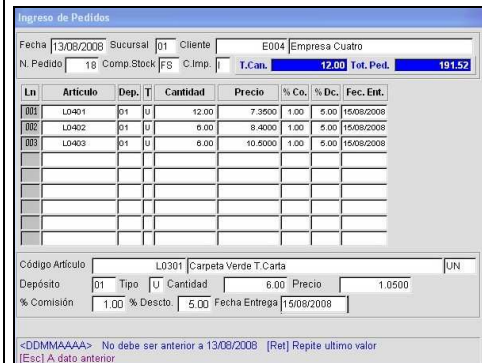 Ingreso de Pedidos
Fecha 13/08/2008 Sucursal 01 Cliente E004 Empresa Cuatro
N. Pedido 18 Comp.Stock FS C.Imp. I T.Can. 12.00 Tot. Ped. 191.52
Ln Artículo Dep. T Cantidad Precio % Co. % Dc. Fec. Ent.
001 L0401 01 U 12.00 7.3500 1.00 5.00 15/08/2008
002 L0402 01 U 6.00 8.4000 1.00 5.00 15/08/2008
003 L0403 01 U 6.00 10.5000 1.00 5.00 15/08/2008
Código Artículo L0301 Carpeta Verde T.Carta UN
Depósito 01 Tipo U Cantidad 6.00 Precio 1.0500
% Comisión 1.00 % Descto. 5.00 Fecha Entrega 15/08/2008
<DDMMAAAA> No debe ser anterior a 13/08/2008 [Ret] Repite ultimo valor
[Esc] A dato anterior